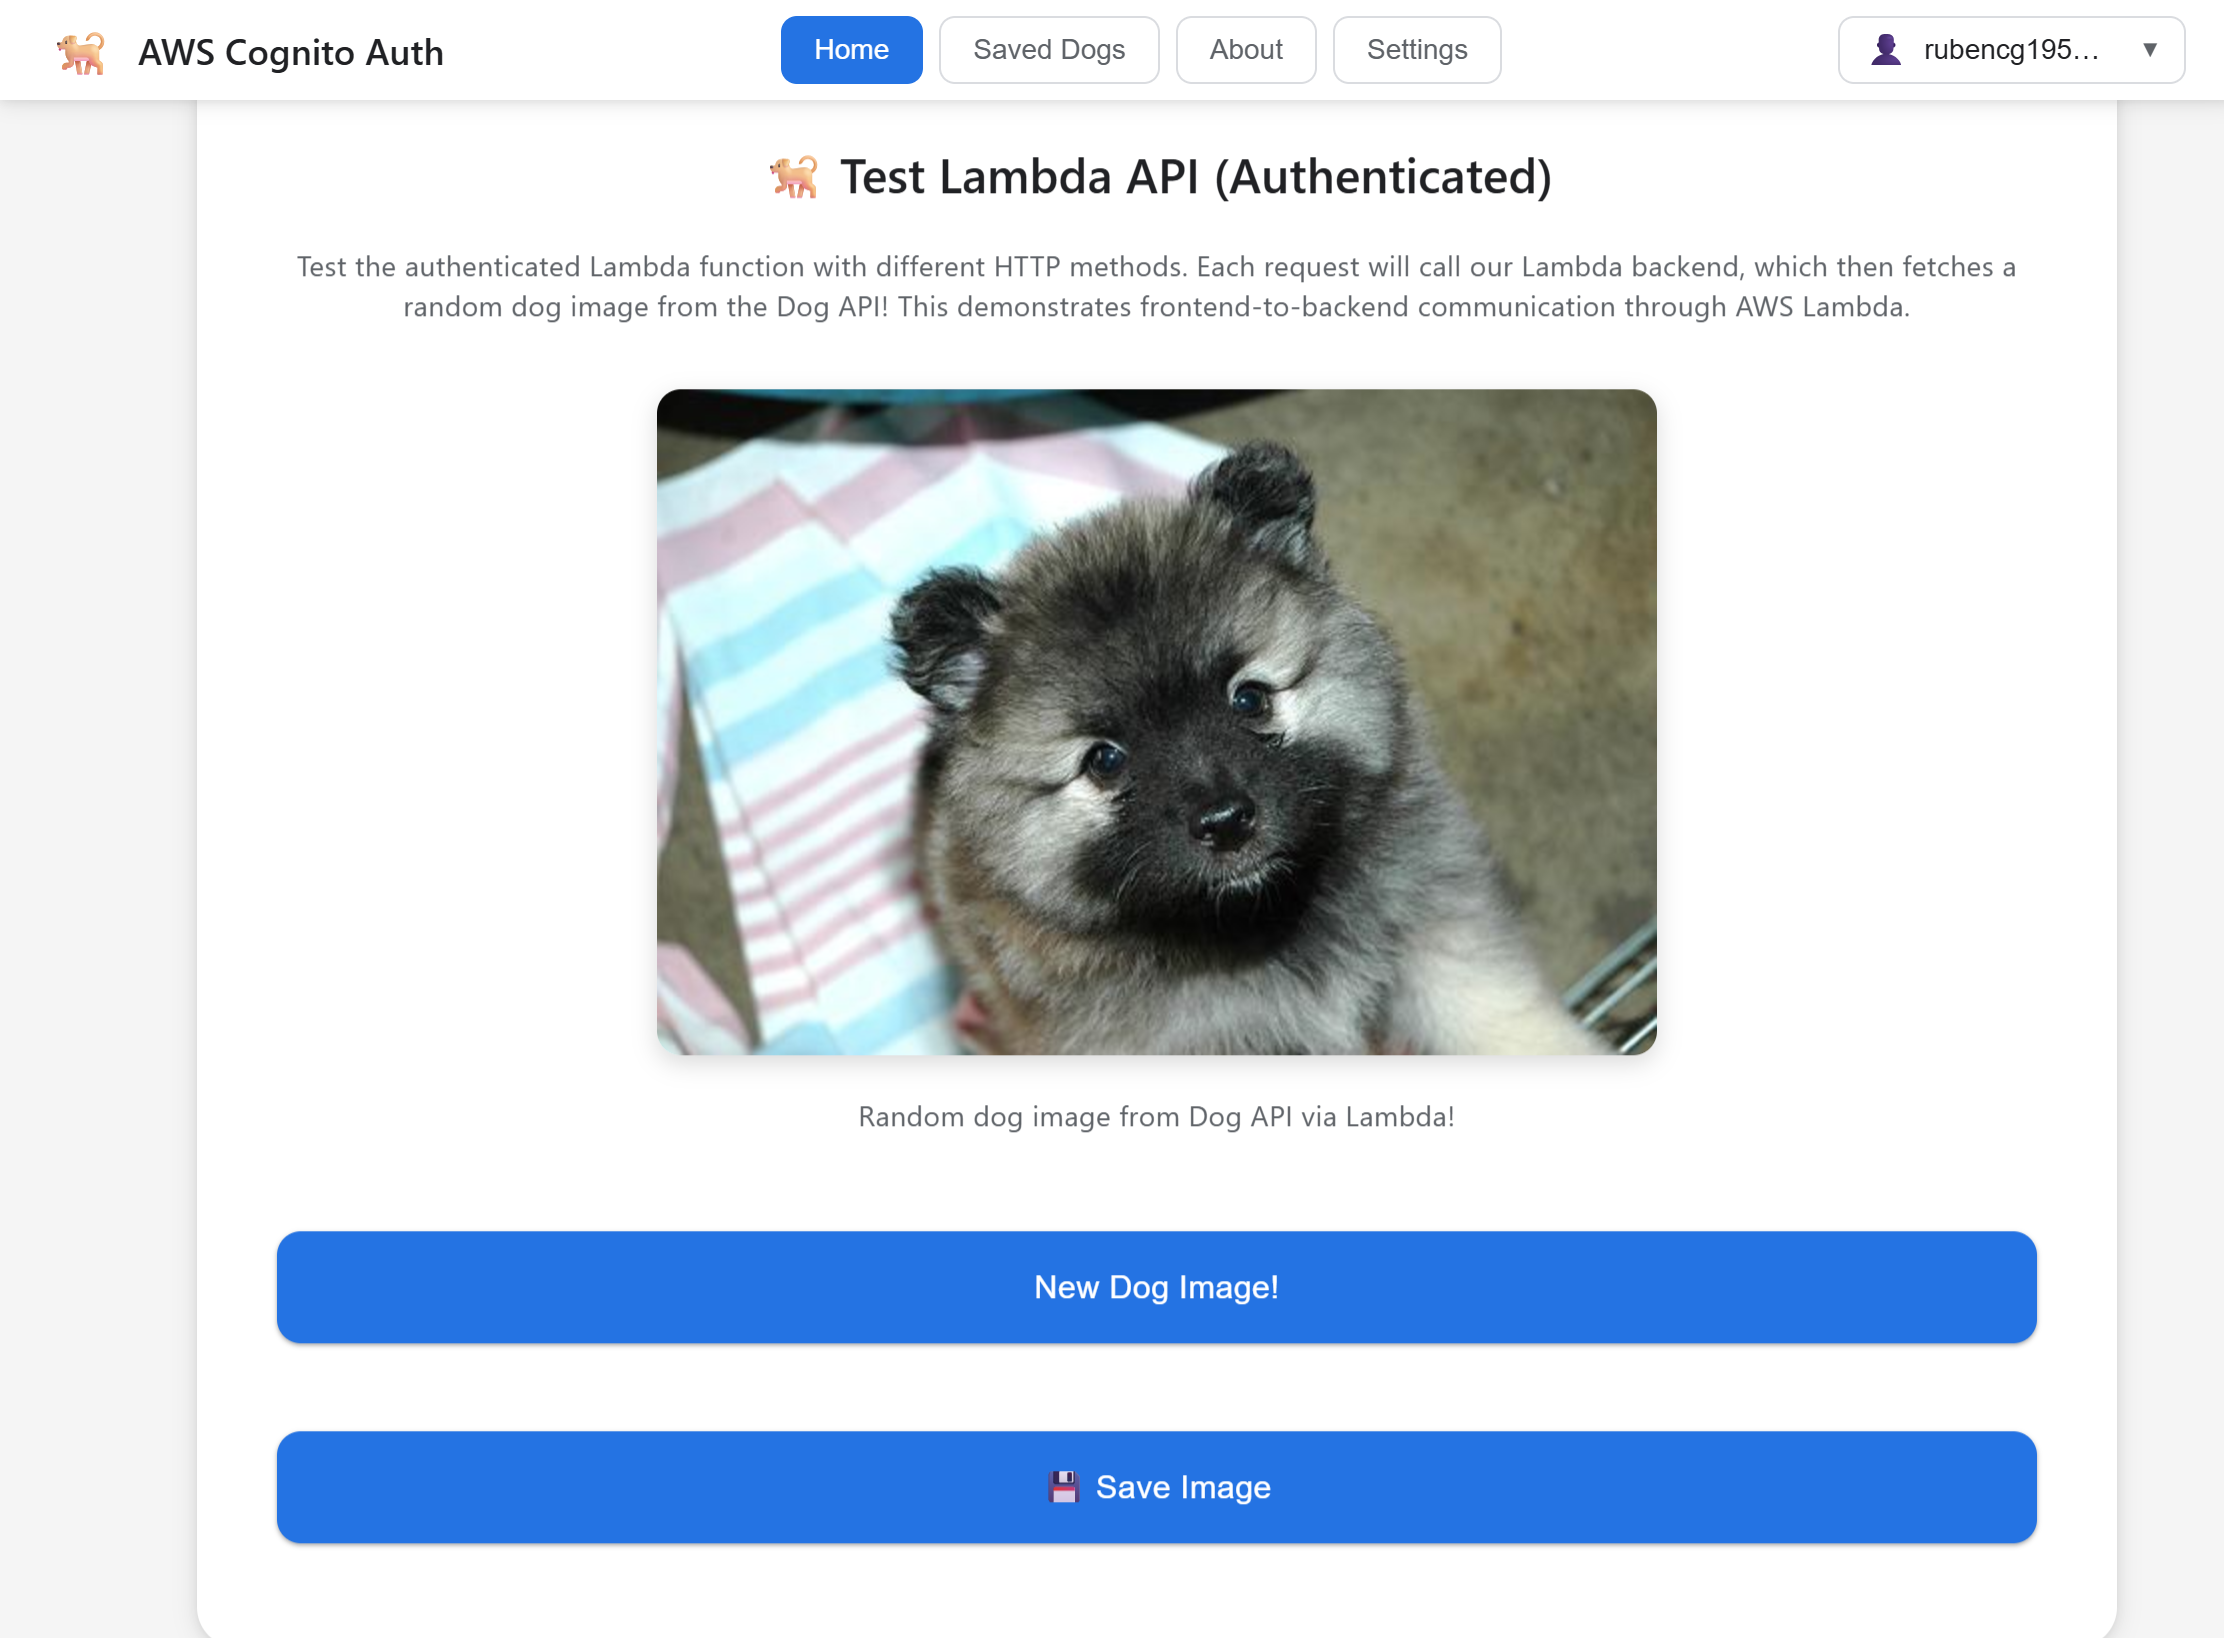 AWS Cognito Auth
Home
Saved Dogs
About
Settings
rubencg195...
Test Lambda API (Authenticated)
Test the authenticated Lambda function with different HTTP methods. Each request will call our Lambda backend, which then fetches a
random dog image from the Dog API! This demonstrates frontend-to-backend communication through AWS Lambda.
Random dog image from Dog API via Lambda!
New Dog Image!
Save Image